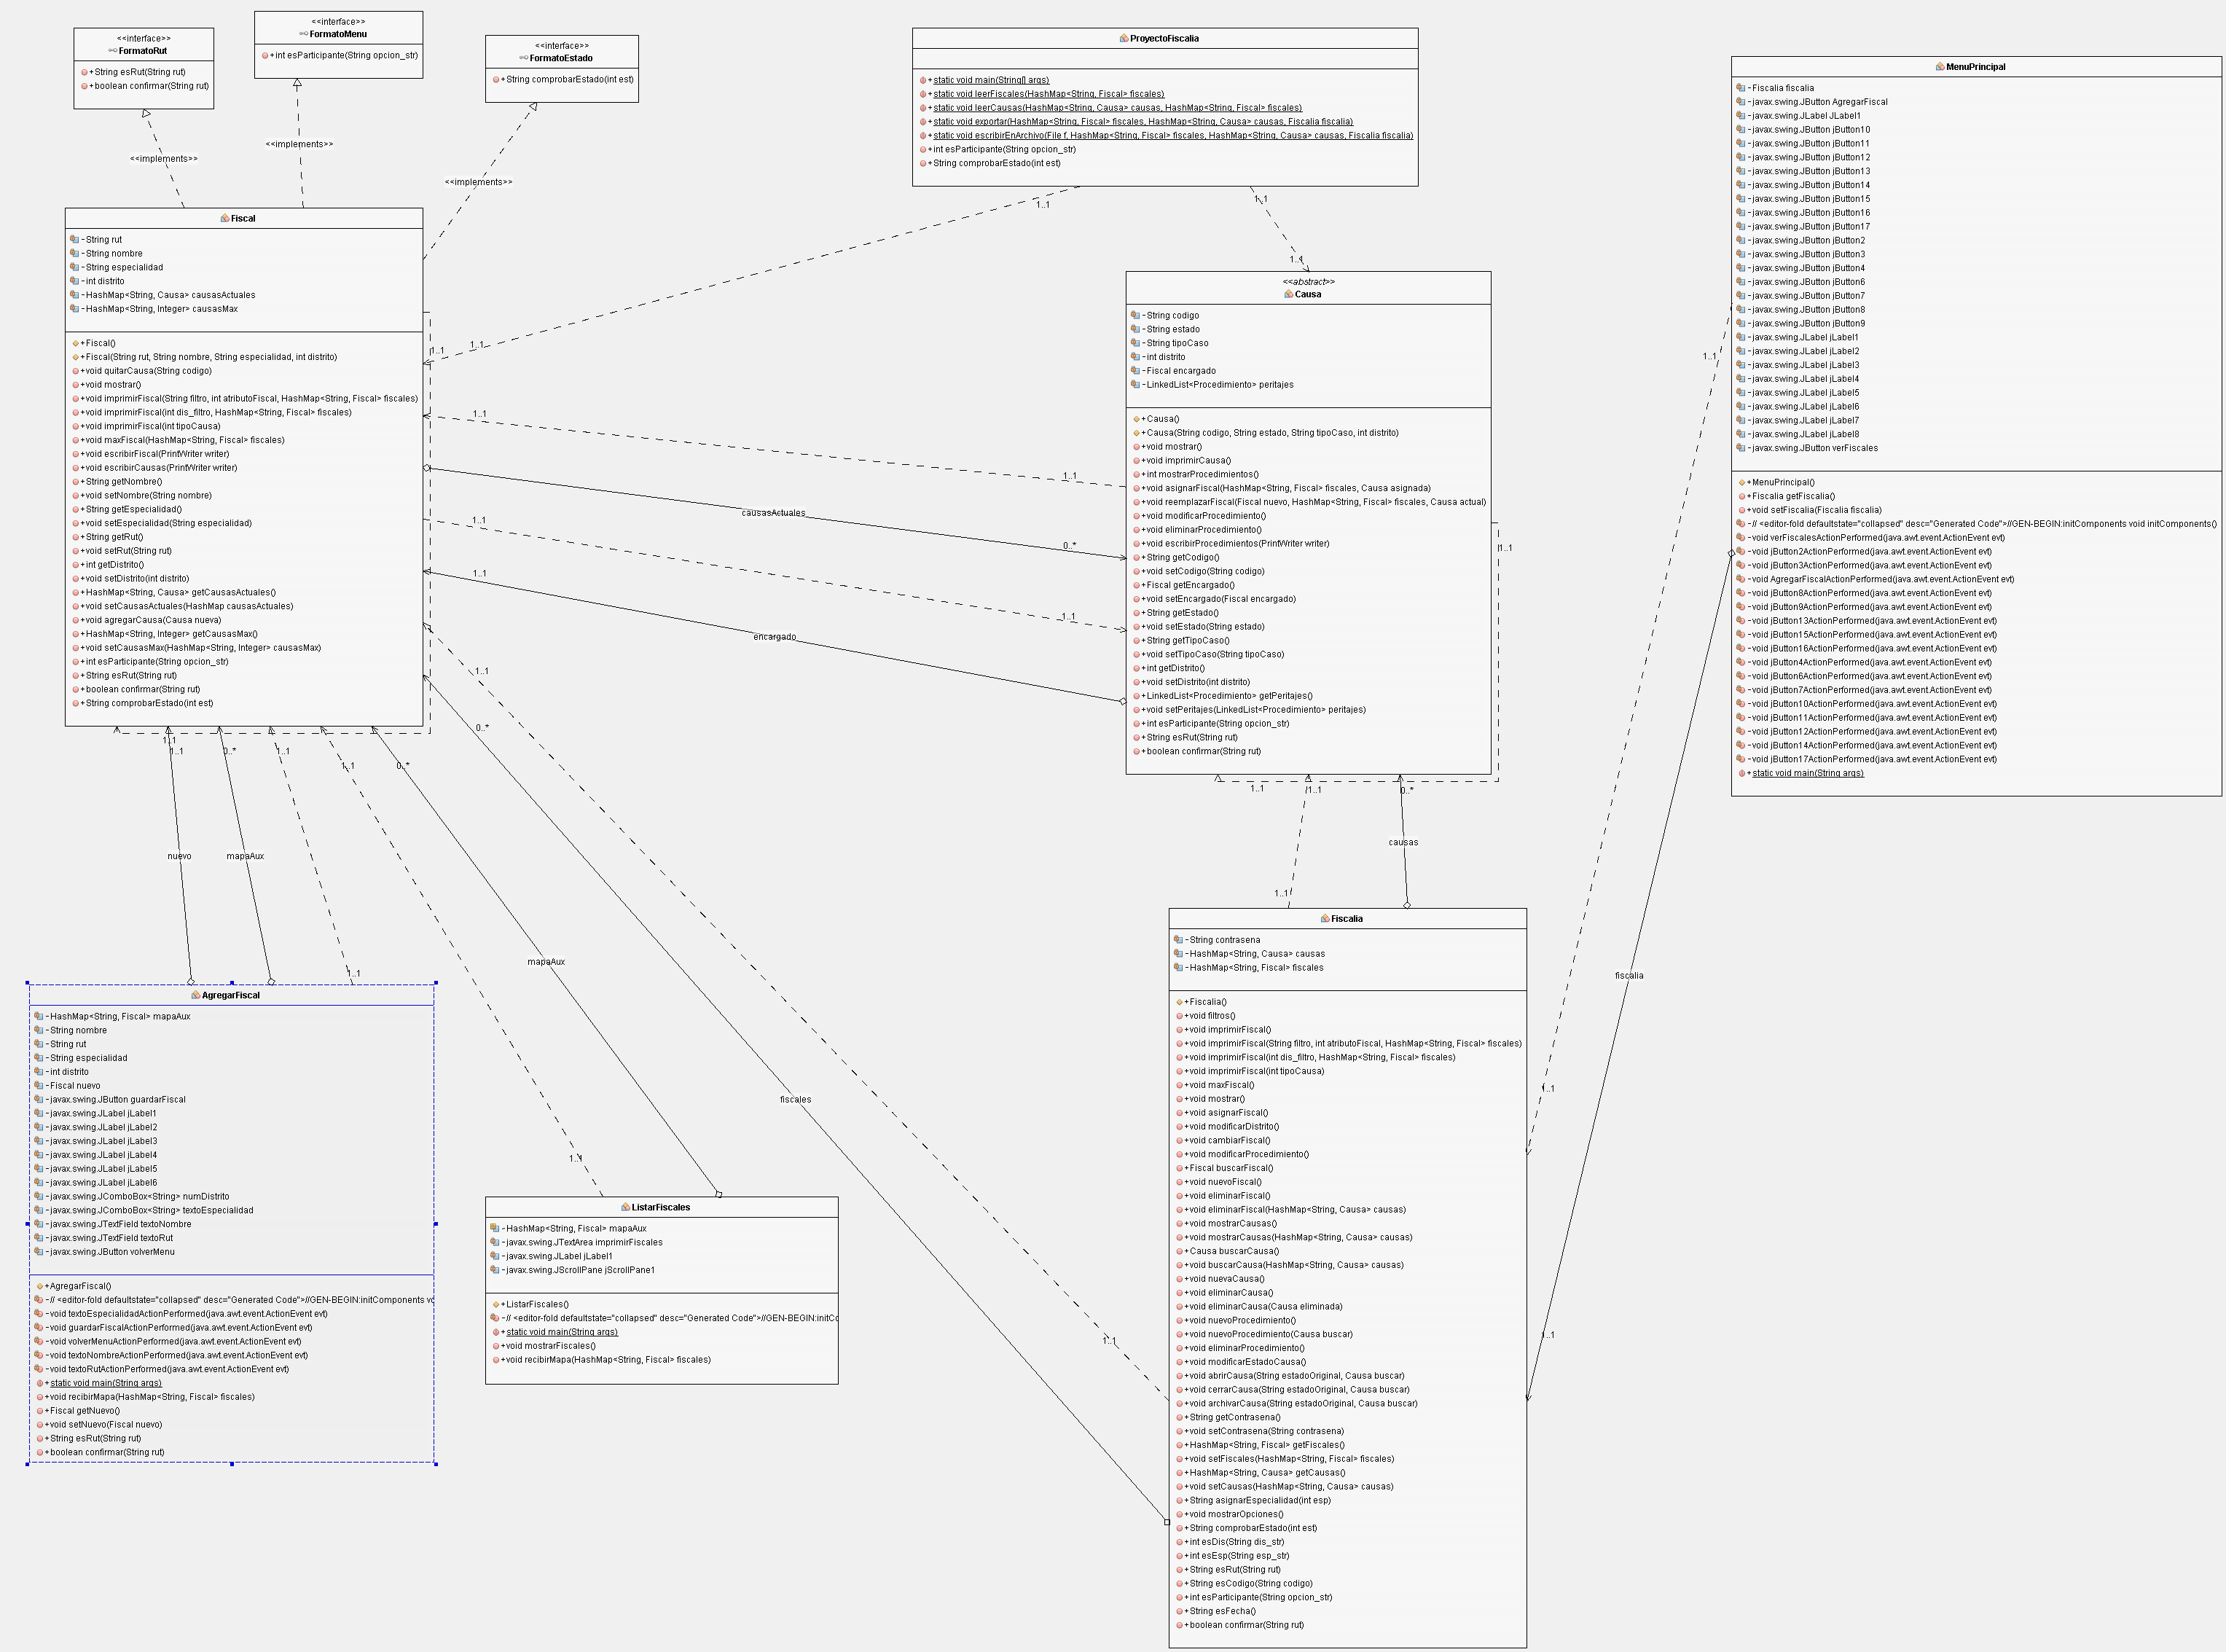 <<interface>>
FormatoRut
+String esRut(String rut)
+boolean confirmar(String rut)
<<interface>>
FormatoMenu
+int esParticipante(String opcion_str)
<<interface>>
FormatoEstado
+String comprobarEstado(int est)
ProyectoFiscalia
+static void main(String[] args)
+static void leerFiscales(HashMap<String, Fiscal> fiscales)
+static void leerCausas(HashMap<String, Causa> causas, HashMap<String, Fiscal> fiscales)
+static void exportar(HashMap<String, Fiscal> fiscales, HashMap<String, Causa> causas, Fiscalia fiscalia)
+static void escribirEnArchivo(File f, HashMap<String, Fiscal> fiscales, HashMap<String, Causa> causas, Fiscalia fiscalia)
+int esParticipante(String opcion_str)
+String comprobarEstado(int est)
MenuPrincipal
-Fiscalia fiscalia
-javax.swing.JButton AgregarFiscal
-javax.swing.JLabel JLabel1
-javax.swing.JButton jButton10
-javax.swing.JButton jButton11
-javax.swing.JButton jButton12
-javax.swing.JButton jButton13
-javax.swing.JButton jButton14
-javax.swing.JButton jButton15
-javax.swing.JButton jButton16
-javax.swing.JButton jButton17
-javax.swing.JButton jButton2
-javax.swing.JButton jButton3
-javax.swing.JButton jButton4
-javax.swing.JButton jButton6
-javax.swing.JButton jButton7
-javax.swing.JButton jButton8
-javax.swing.JButton jButton9
-javax.swing.JLabel jLabel1
-javax.swing.JLabel jLabel2
-javax.swing.JLabel jLabel3
-javax.swing.JLabel jLabel4
-javax.swing.JLabel jLabel5
-javax.swing.JLabel jLabel6
-javax.swing.JLabel jLabel7
-javax.swing.JLabel jLabel8
-javax.swing.JButton verFiscales
+MenuPrincipal()
+Fiscalia getFiscalia()
+void setFiscalia(Fiscalia fiscalia)
-// <editor-fold defaultstate="collapsed" desc="Generated Code">//GEN-BEGIN:initComponents void initComponents()
-void verFiscalesActionPerformed(java.awt.event.ActionEvent evt)
-void jButton2ActionPerformed(java.awt.event.ActionEvent evt)
-void jButton3ActionPerformed(java.awt.event.ActionEvent evt)
-void AgregarFiscalActionPerformed(java.awt.event.ActionEvent evt)
-void jButton8ActionPerformed(java.awt.event.ActionEvent evt)
-void jButton9ActionPerformed(java.awt.event.ActionEvent evt)
-void jButton13ActionPerformed(java.awt.event.ActionEvent evt)
-void jButton15ActionPerformed(java.awt.event.ActionEvent evt)
-void jButton16ActionPerformed(java.awt.event.ActionEvent evt)
-void jButton4ActionPerformed(java.awt.event.ActionEvent evt)
-void jButton6ActionPerformed(java.awt.event.ActionEvent evt)
-void jButton7ActionPerformed(java.awt.event.ActionEvent evt)
-void jButton10ActionPerformed(java.awt.event.ActionEvent evt)
-void jButton11ActionPerformed(java.awt.event.ActionEvent evt)
-void jButton12ActionPerformed(java.awt.event.ActionEvent evt)
-void jButton14ActionPerformed(java.awt.event.ActionEvent evt)
-void jButton17ActionPerformed(java.awt.event.ActionEvent evt)
+static void main(String args)
<<implements>>
<<implements>>
<<implements>>
Fiscal
-String rut
-String nombre
-String especialidad
-int distrito
-HashMap<String, Causa> causasActuales
-HashMap<String, Integer> causasMax
+Fiscal()
+Fiscal(String rut, String nombre, String especialidad, int distrito)
+void quitarCausa(String codigo)
+void mostrar()
+void imprimirFiscal(String filtro, int atributoFiscal, HashMap<String, Fiscal> fiscales)
+void imprimirFiscal(int dis_filtro, HashMap<String, Fiscal> fiscales)
+void imprimirFiscal(int tipoCausa)
+void maxFiscal(HashMap<String, Fiscal> fiscales)
+void escribirFiscal(PrintWriter writer)
+void escribirCausas(PrintWriter writer)
+String getNombre()
+void setNombre(String nombre)
+String getEspecialidad()
+void setEspecialidad(String especialidad)
+String getRut()
+void setRut(String rut)
+int getDistrito()
+void setDistrito(int distrito)
+HashMap<String, Causa> getCausasActuales()
+void setCausasActuales(HashMap causasActuales)
+void agregarCausa(Causa nueva)
+HashMap<String, Integer> getCausasMax()
+void setCausasMax(HashMap<String, Integer> causasMax)
+int esParticipante(String opcion_str)
+String esRut(String rut)
+boolean confirmar(String rut)
+String comprobarEstado(int est)
<<abstract>>
Causa
-String codigo
-String estado
-String tipoCaso
-int distrito
-Fiscal encargado
-LinkedList<Procedimiento> peritajes
+Causa()
+Causa(String codigo, String estado, String tipoCaso, int distrito)
+void mostrar()
+void imprimirCausa()
+int mostrarProcedimientos()
+void asignarFiscal(HashMap<String, Fiscal> fiscales, Causa asignada)
+void reemplazarFiscal(Fiscal nuevo, HashMap<String, Fiscal> fiscales, Causa actual)
+void modificarProcedimiento()
+void eliminarProcedimiento()
+void escribirProcedimientos(PrintWriter writer)
+String getCodigo()
+void setCodigo(String codigo)
+Fiscal getEncargado()
+void setEncargado(Fiscal encargado)
+String getEstado()
+void setEstado(String estado)
+String getTipoCaso()
+void setTipoCaso(String tipoCaso)
+int getDistrito()
+void setDistrito(int distrito)
+LinkedList<Procedimiento> getPeritajes()
+void setPeritajes(LinkedList<Procedimiento> peritajes)
+int esParticipante(String opcion_str)
+String esRut(String rut)
+boolean confirmar(String rut)
1..1
1..1
1..1
1..1
1..1
1..1
1..1
1..1
causasActuales
0..*
1..1
1..1
1..1
1..1
encargado
1..1
0..*
1..1
1..1
0..*
1..1
1..1
0..*
1..1
1..1
0..*
nuevo
mapaAux
causas
1..1
1..1
mapaAux
fiscalia
fiscales
1..1
1..1
1..1
1..1
AgregarFiscal
-HashMap<String, Fiscal> mapaAux
-String nombre
-String rut
-String especialidad
-int distrito
-Fiscal nuevo
-javax.swing.JButton guardarFiscal
-javax.swing.JLabel jLabel1
-javax.swing.JLabel jLabel2
-javax.swing.JLabel jLabel3
-javax.swing.JLabel jLabel4
-javax.swing.JLabel jLabel5
-javax.swing.JLabel jLabel6
-javax.swing.JComboBox<String> numDistrito
-javax.swing.JComboBox<String> textoEspecialidad
-javax.swing.JTextField textoNombre
-javax.swing.JTextField textoRut
-javax.swing.JButton volverMenu
+AgregarFiscal()
-// <editor-fold defaultstate="collapsed" desc="Generated Code">//GEN-BEGIN:initComponents vo
-void textoEspecialidadActionPerformed(java.awt.event.ActionEvent evt)
-void guardarFiscalActionPerformed(java.awt.event.ActionEvent evt)
-void volverMenuActionPerformed(java.awt.event.ActionEvent evt)
-void textoNombreActionPerformed(java.awt.event.ActionEvent evt)
-void textoRutActionPerformed(java.awt.event.ActionEvent evt)
+static void main(String args)
+void recibirMapa(HashMap<String, Fiscal> fiscales)
+Fiscal getNuevo()
+void setNuevo(Fiscal nuevo)
+String esRut(String rut)
+boolean confirmar(String rut)
ListarFiscales
-HashMap<String, Fiscal> mapaAux
-javax.swing.JTextArea imprimirFiscales
-javax.swing.JLabel jLabel1
-javax.swing.JScrollPane jScrollPane1
+ListarFiscales()
-// <editor-fold defaultstate="collapsed" desc="Generated Code">//GEN-BEGIN:initCo
+static void main(String args)
+void mostrarFiscales()
+void recibirMapa(HashMap<String, Fiscal> fiscales)
Fiscalia
-String contrasena
-HashMap<String, Causa> causas
-HashMap<String, Fiscal> fiscales
+Fiscalia()
+void filtros()
+void imprimirFiscal()
+void imprimirFiscal(String filtro, int atributoFiscal, HashMap<String, Fiscal> fiscales)
+void imprimirFiscal(int dis_filtro, HashMap<String, Fiscal> fiscales)
+void imprimirFiscal(int tipoCausa)
+void maxFiscal()
+void mostrar()
+void asignarFiscal()
+void modificarDistrito()
+void cambiarFiscal()
+void modificarProcedimiento()
+Fiscal buscarFiscal()
+void nuevoFiscal()
+void eliminarFiscal()
+void eliminarFiscal(HashMap<String, Causa> causas)
+void mostrarCausas()
+void mostrarCausas(HashMap<String, Causa> causas)
+Causa buscarCausa()
+void buscarCausa(HashMap<String, Causa> causas)
+void nuevaCausa()
+void eliminarCausa()
+void eliminarCausa(Causa eliminada)
+void nuevoProcedimiento()
+void nuevoProcedimiento(Causa buscar)
+void eliminarProcedimiento()
+void modificarEstadoCausa()
+void abrirCausa(String estadoOriginal, Causa buscar)
+void cerrarCausa(String estadoOriginal, Causa buscar)
+void archivarCausa(String estadoOriginal, Causa buscar)
+String getContrasena()
+void setContrasena(String contrasena)
+HashMap<String, Fiscal> getFiscales()
+void setFiscales(HashMap<String, Fiscal> fiscales)
+HashMap<String, Causa> getCausas()
+void setCausas(HashMap<String, Causa> causas)
+String asignarEspecialidad(int esp)
+void mostrarOpciones()
+String comprobarEstado(int est)
+int esDis(String dis_str)
+int esEsp(String esp_str)
+String esRut(String rut)
+String esCodigo(String codigo)
+int esParticipante(String opcion_str)
+String esFecha()
+boolean confirmar(String rut)